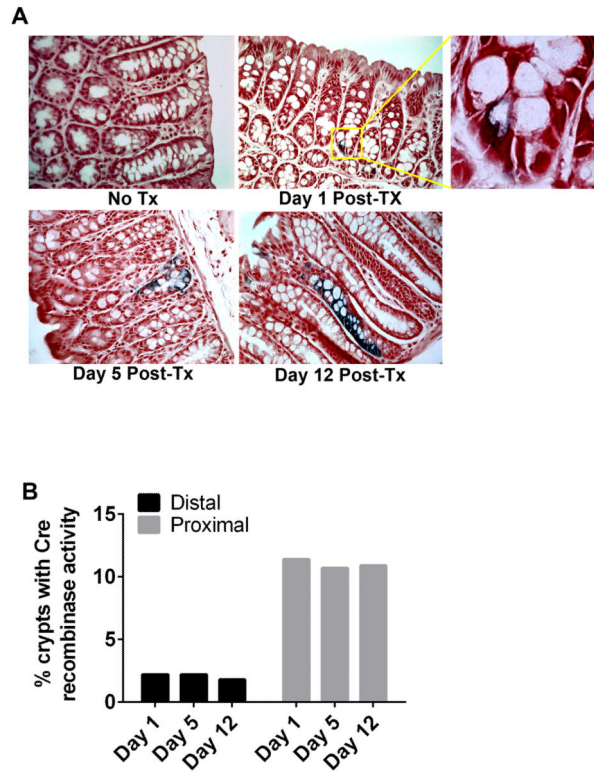 A
No Tx
Day 1 Post-TX
Day 5 Post-Tx
Day 12 Post-Tx
B
Distal
Proximal
% crypts with Cre
recombinase activity
15
10
5
0
Day 1
Day 5
Day 12
Day 1
Day 5
Day 12